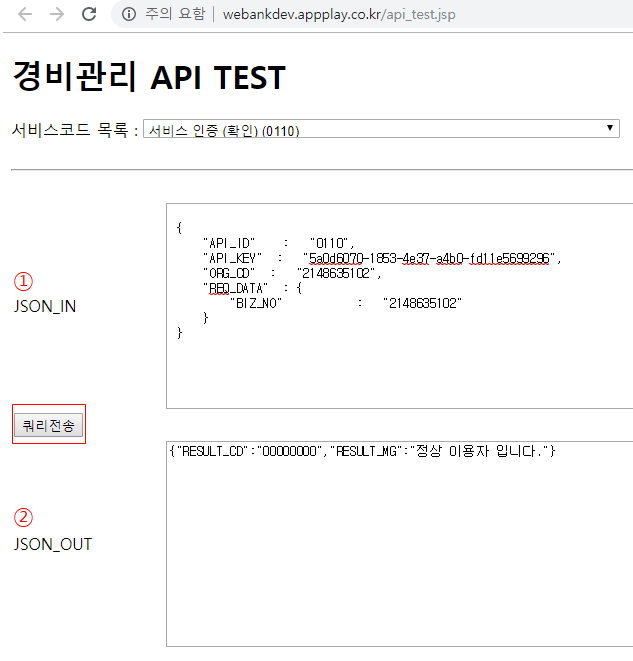 주의 요함 | webankdev.appplay.co.kr/api_test.jsp
경비관리 API TEST
서비스코드 목록 : 서비스 인증 (확인) (0110)
①
JSON_IN
{
"API_ID" : "0110",
"API_KEY" : "5a0d6070-1853-4e37-a4b0-fd11e5699296",
"ORG_CD" : "2148635102",
"REQ_DATA" : {
"BIZ_NO" : "2148635102"
}
}
쿼리전송
②
JSON_OUT
{"RESULT_CD":"00000000","RESULT_MG":"정상 이용자 입니다."}